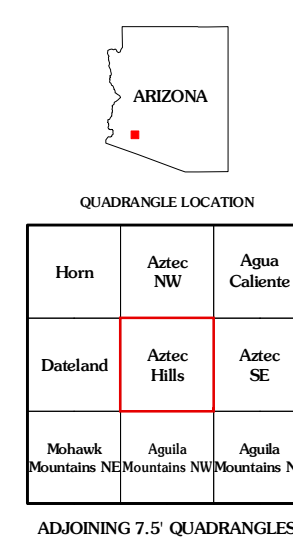 ARIZONA
QUADRANGLE LOCATION
Horn
Aztec
NW
Agua
Caliente
Dateland
Aztec
Hills
Aztec
SE
Mohawk
Mountains NE
Aguila
Mountains NW
Aguila
Mountains N
ADJOINING 7.5' QUADRANGLES